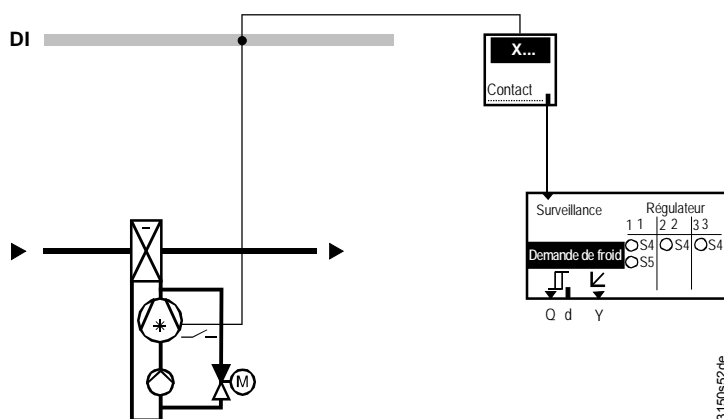 DI
X...
Contact
Surveillance
Régulateur
1 1 2 2 3 3
Demande de froid
S4 S4 S4
S5
Q d Y
M
3150s52de